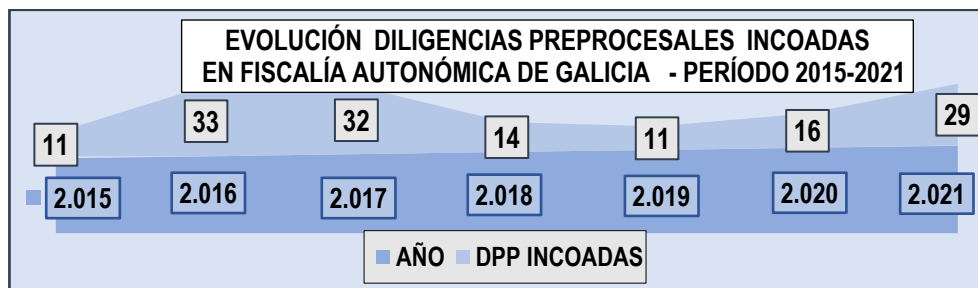 EVOLUCIÓN DILIGENCIAS PREPROCESALES INCOADAS
EN FISCALÍA AUTONÓMICA DE GALICIA - PERÍODO 2015-2021
11 33 32 14 11 16 29
2.015 2.016 2.017 2.018 2.019 2.020 2.021
AÑO DPP INCOADAS